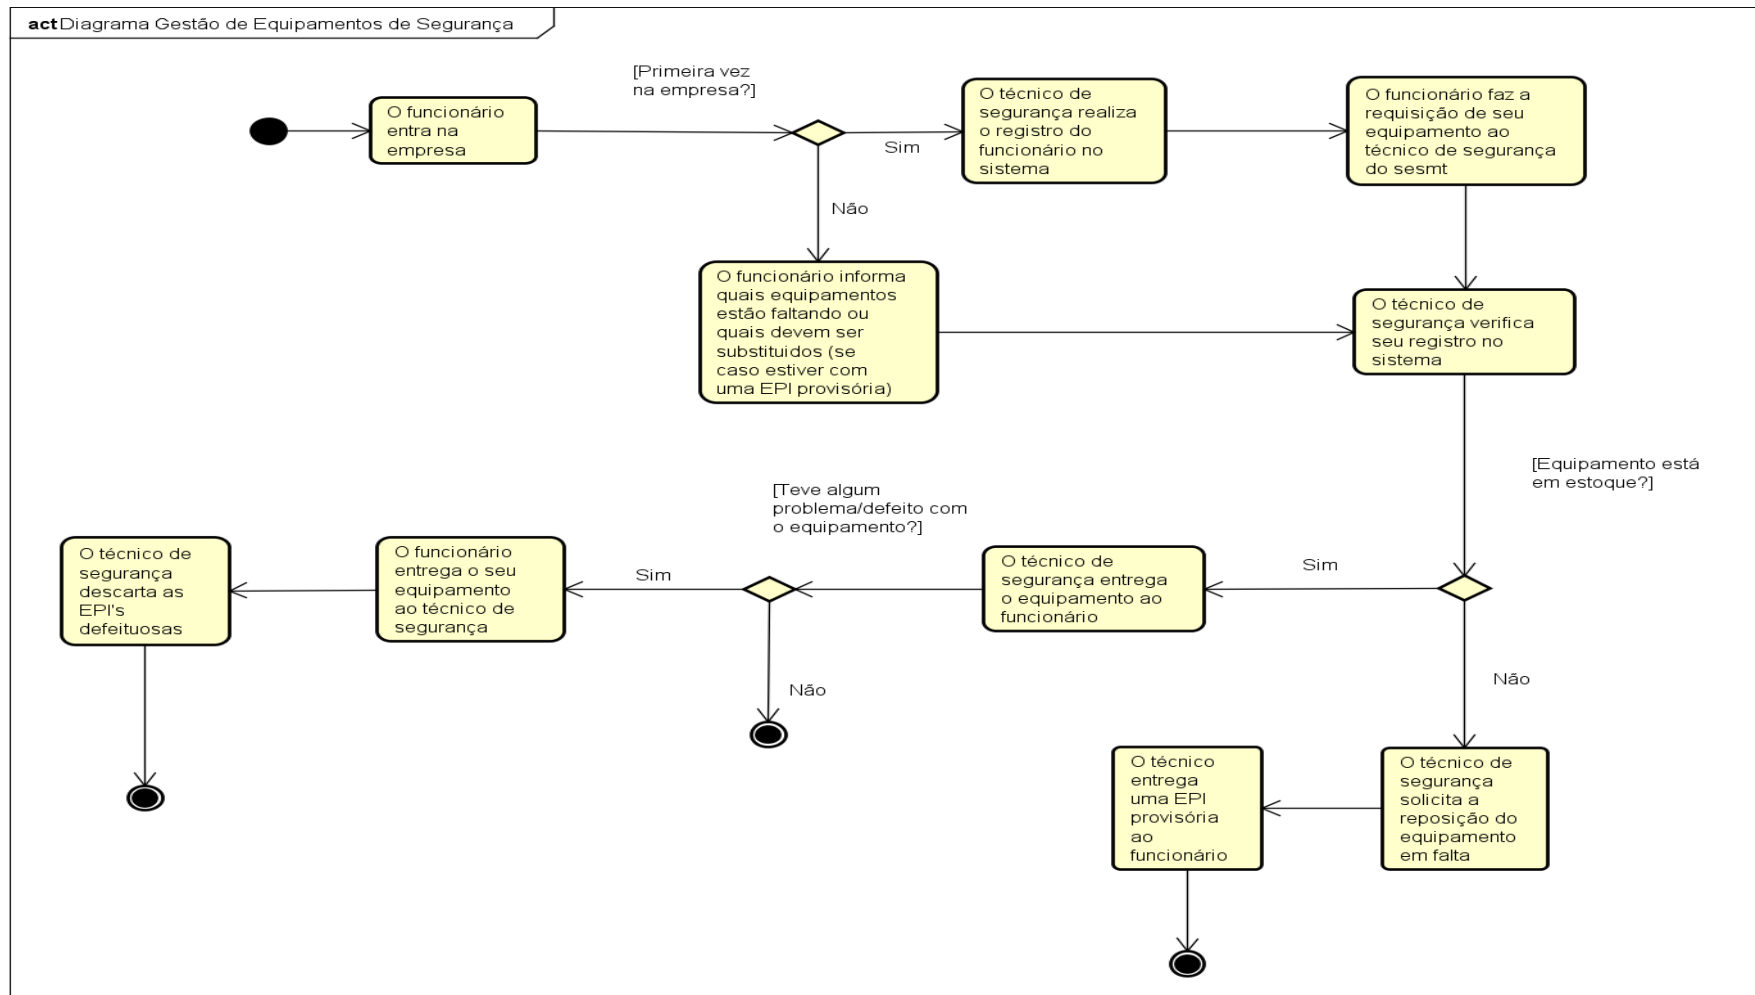 act Diagrama Gestão de Equipamentos de Segurança
O funcionário
entra na
empresa
[Primeira vez
na empresa?]
Sim
O técnico de
segurança realiza
o registro do
funcionário no
sistema
O funcionário faz a
requisição de seu
equipamento ao
técnico de segurança
do sesmt
Não
O funcionário informa
quais equipamentos
estão faltando ou
quais devem ser
substituidos (se
caso estiver com
uma EPI provisória)
O técnico de
segurança verifica
seu registro no
sistema
[Equipamento está
em estoque?]
Sim
O técnico de
segurança entrega
o equipamento ao
funcionário
[Teve algum
problema/defeito com
o equipamento?]
Sim
O funcionário
entrega o seu
equipamento
ao técnico de
segurança
O técnico de
segurança
descarta as
EPI's
defeituosas
Não
Não
O técnico de
segurança
solicita a
reposição do
equipamento
em falta
O técnico
entrega
uma EPI
provisória
ao
funcionário